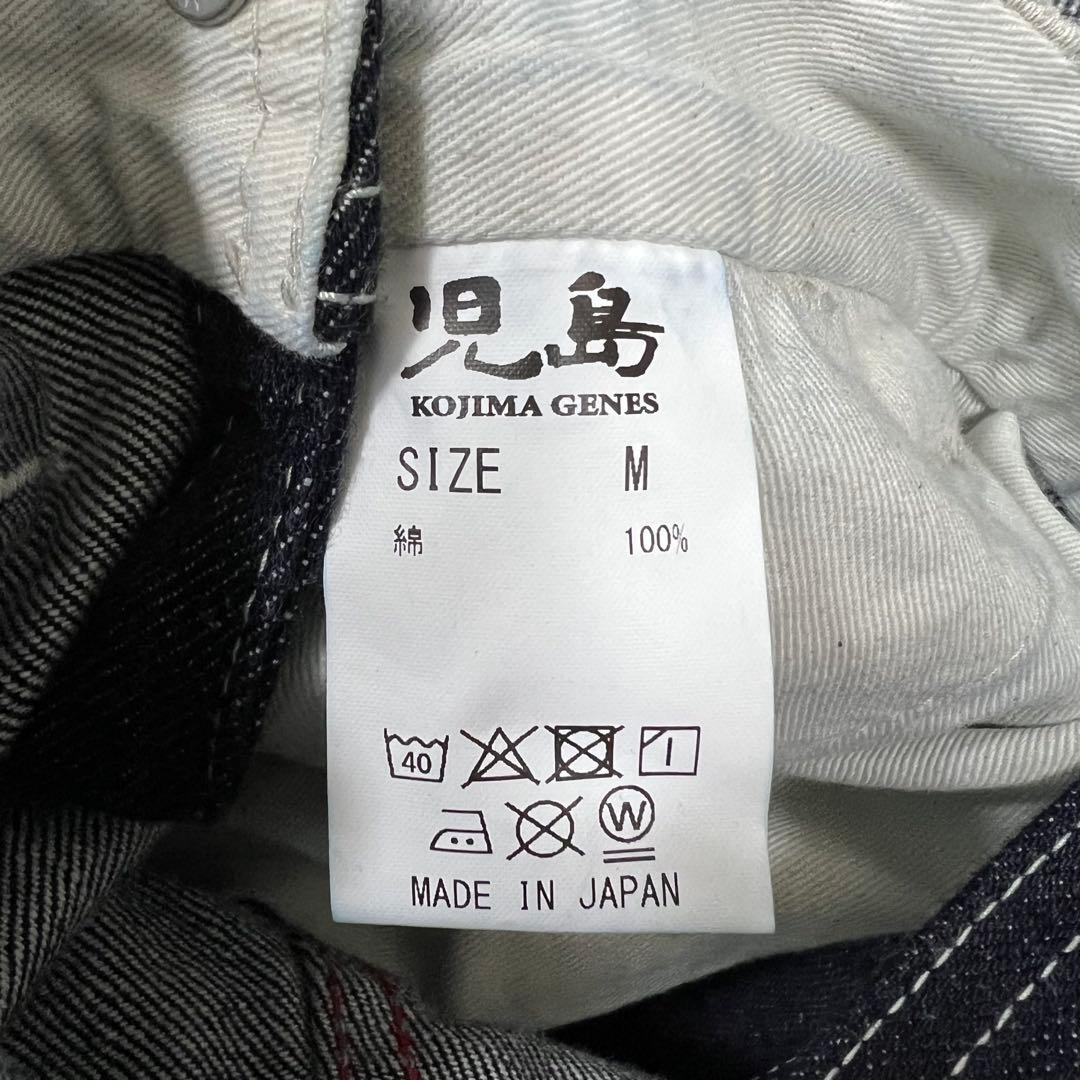 児島
KOJIMA GENES
SIZE M
綿 100%
40
W
MADE IN JAPAN